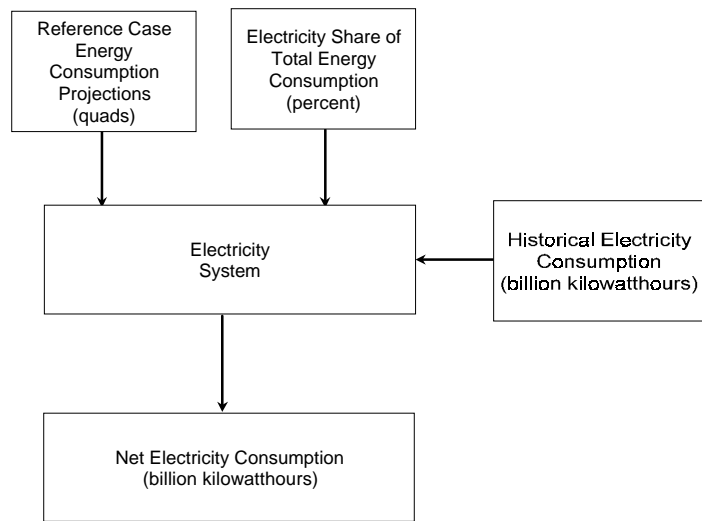 Reference Case
Energy
Consumption
Projections
(quads)
Electricity Share of
Total Energy
Consumption
(percent)
Electricity
System
Historical Electricity
Consumption
(billion kilowatthours)
Net Electricity Consumption
(billion kilowatthours)